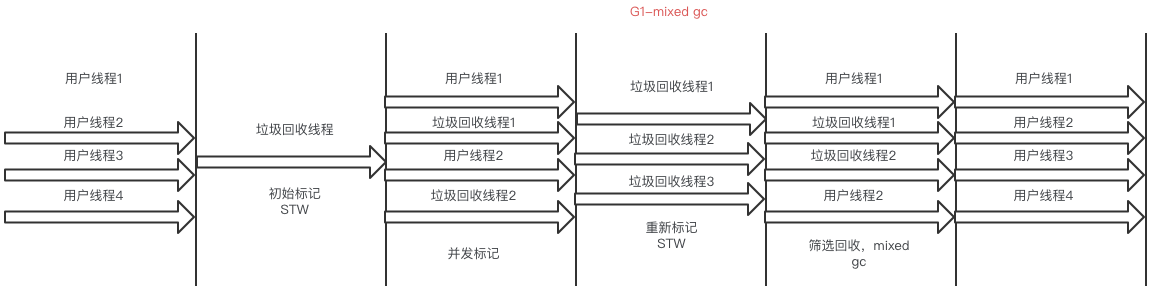 G1-mixed gc
用户线程1
用户线程2
用户线程3
用户线程4
垃圾回收线程
初始标记
STW
用户线程1
垃圾回收线程1
用户线程2
垃圾回收线程2
并发标记
垃圾回收线程1
垃圾回收线程2
垃圾回收线程3
重新标记
STW
用户线程1
垃圾回收线程1
垃圾回收线程2
用户线程2
筛选回收，mixed
gc
用户线程1
用户线程2
用户线程3
用户线程4